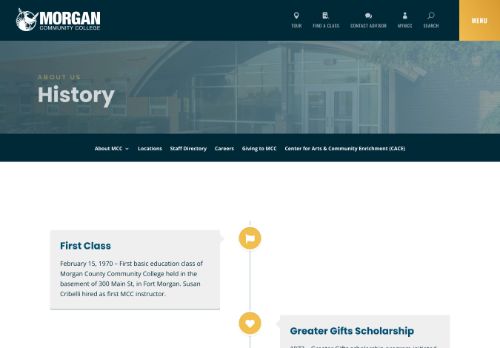 MORGAN
COMMUNITY COLLEGE
TOUR
FIND A CLASS
CONTACT ADVISOR
MYMCC
SEARCH
MENU
ABOUT US
History
About MCC
Locations
Staff Directory
Careers
Giving to MCC
Center for Arts & Community Enrichment (CACE)
First Class
February 15, 1970 – First basic education class of
Morgan County Community College held in the
basement of 300 Main St, in Fort Morgan. Susan
Cribelli hired as first MCC instructor.
Greater Gifts Scholarship